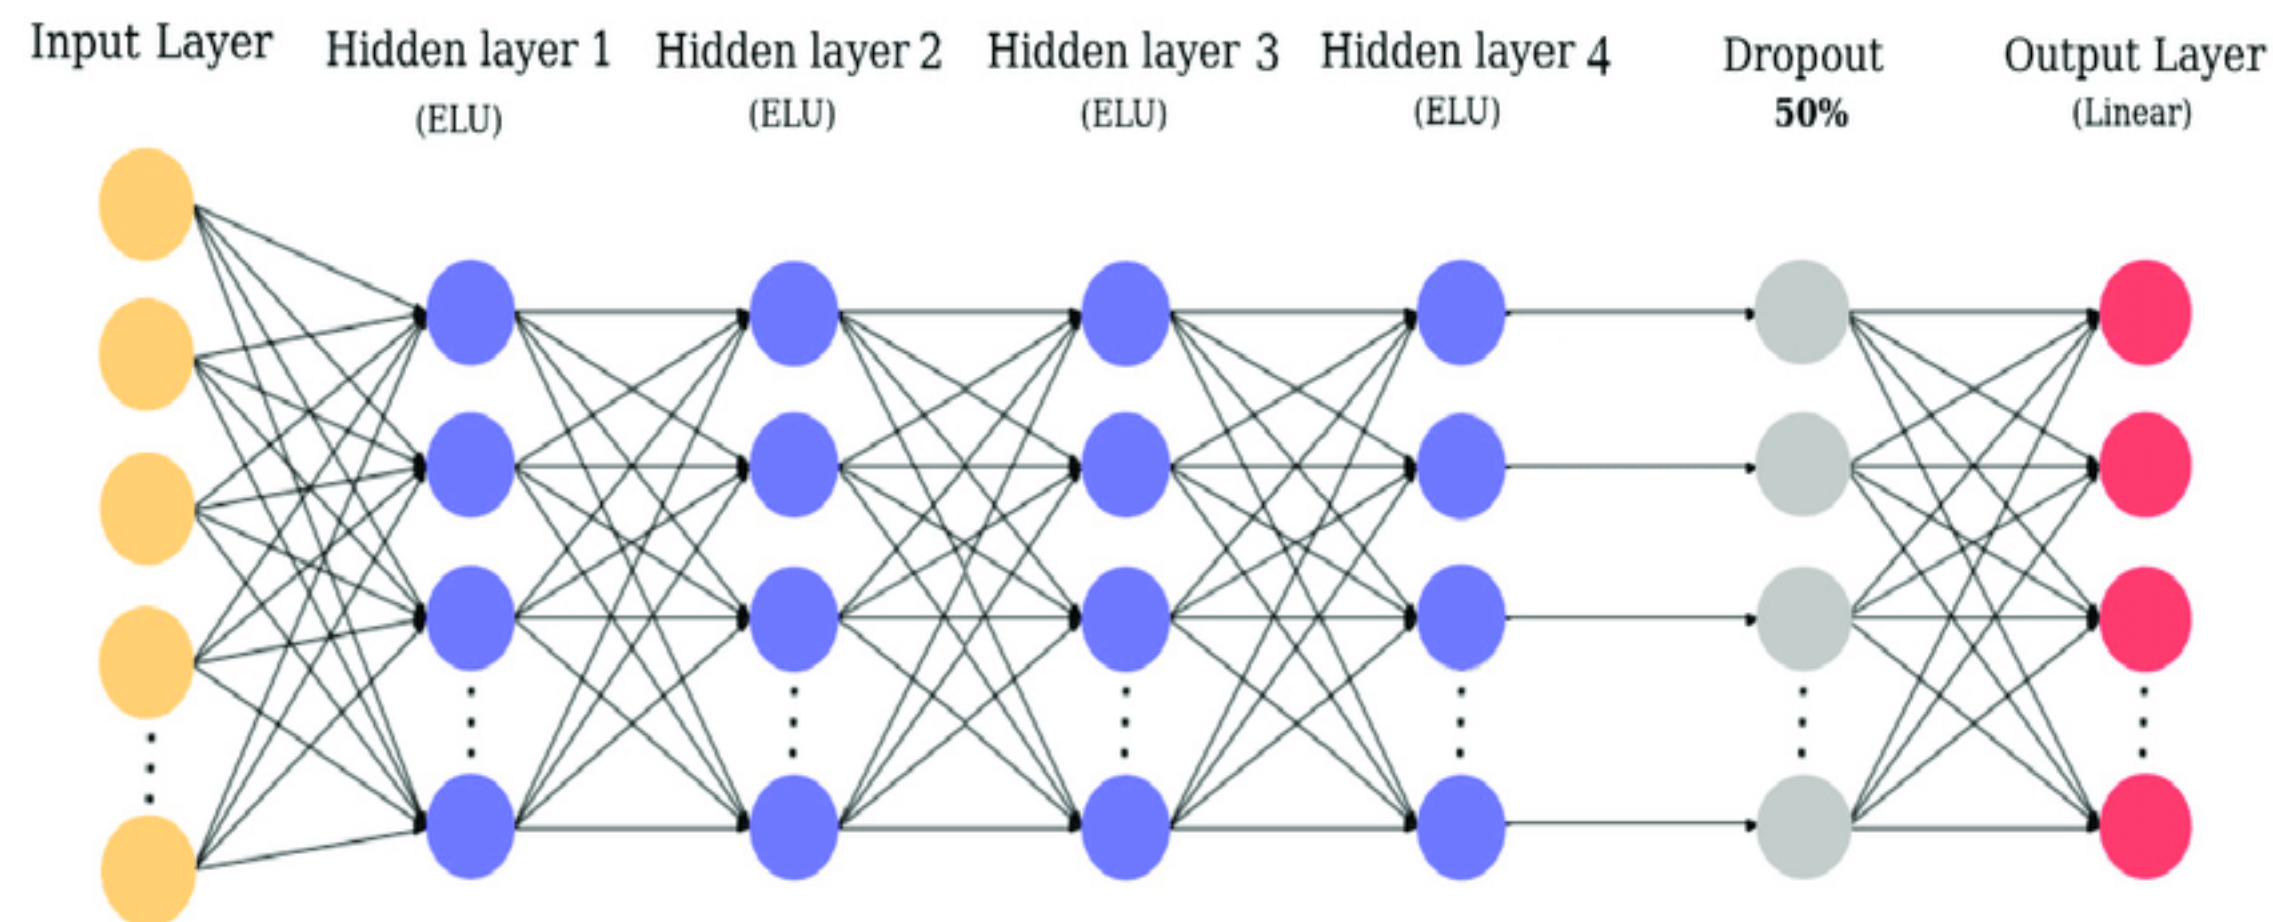 Input Layer
Hidden layer 1
(ELU)
Hidden layer 2
(ELU)
Hidden layer 3
(ELU)
Hidden layer 4
(ELU)
Dropout
50%
Output Layer
(Linear)